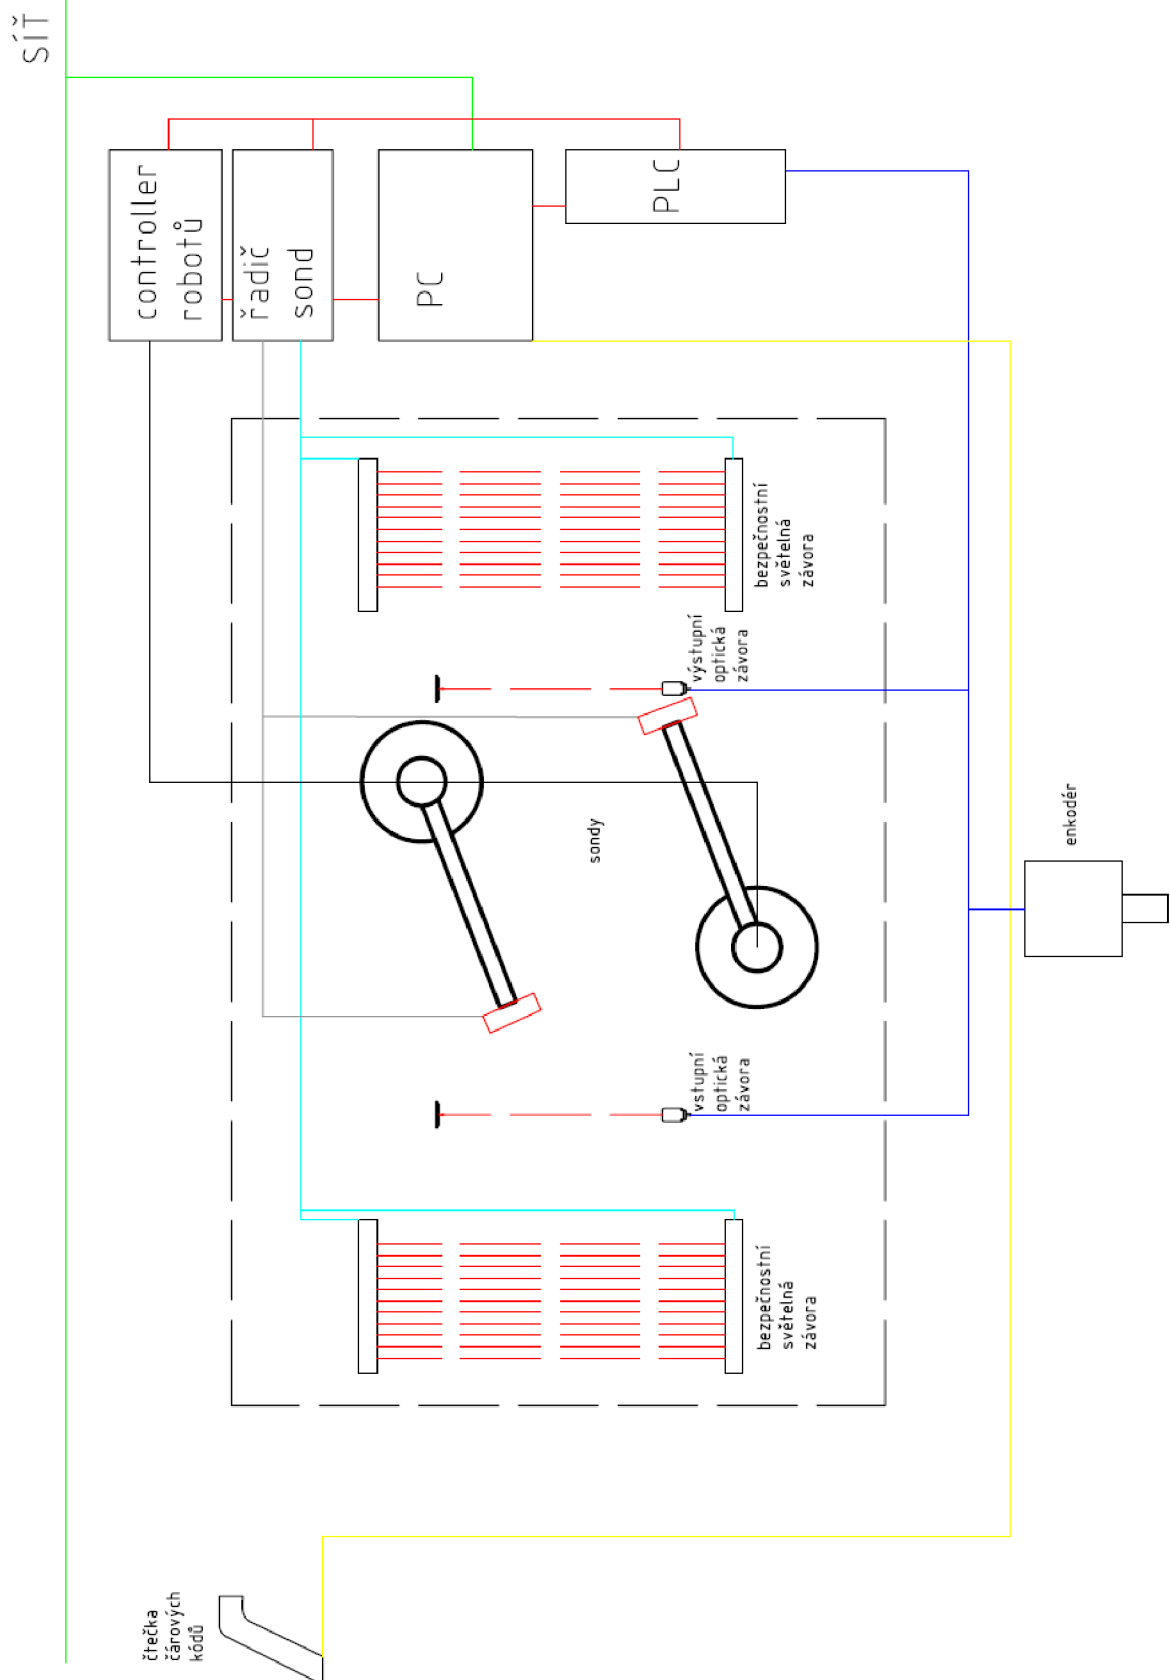 SÍŤ
controller
robotů
řadič
sond
PC
PLC
bezpečnostní
světelná
závora
výstupní
optická
závora
sondy
enkodér
vstupní
optická
závora
bezpečnostní
světelná
závora
čtečka
čárových
kódů